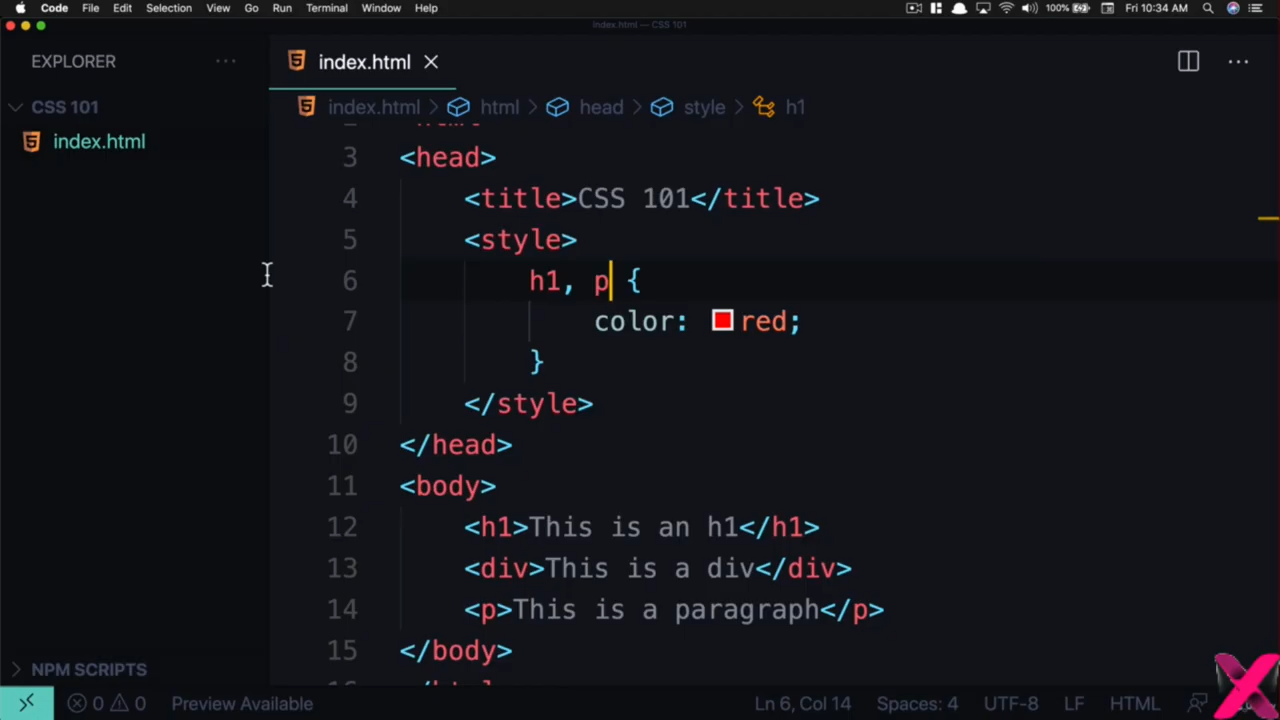 Code File Edit Selection View Go Run Terminal Window Help 100% Fri 10:34 AM
index.html — CSS 101
EXPLORER
index.html
CSS 101
index.html
index.html > html > head > style > h1
3 <head>
4 <title>CSS 101</title>
5 <style>
6 h1, p {
7 color: red;
8 }
9 </style>
10 </head>
11 <body>
12 <h1>This is an h1</h1>
13 <div>This is a div</div>
14 <p>This is a paragraph</p>
15 </body>
NPM SCRIPTS
0 0 Preview Available Ln 6, Col 14 Spaces: 4 UTF-8 LF HTML
X